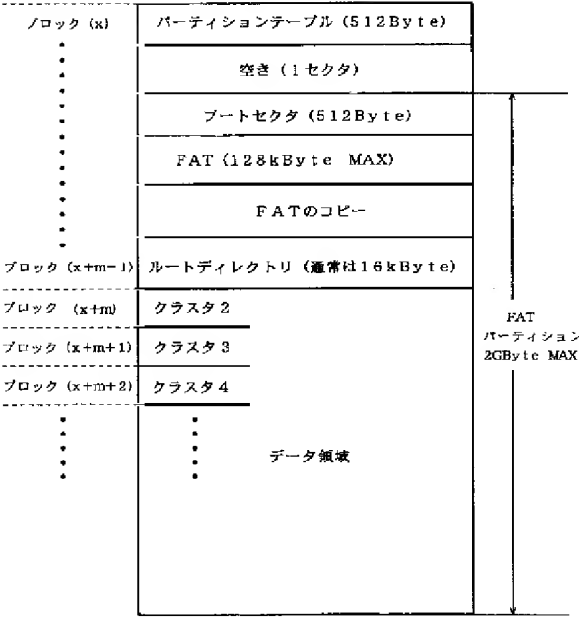 ブロック (x) パーティションテーブル (512Byte)
空き (1セクタ)
ブートセクタ (512Byte)
FAT (128kByte MAX)
FATのコピー
ブロック (x+m-1) ルートディレクトリ (通常は16kByte)
ブロック (x+m) クラスタ2
ブロック (x+m+1) クラスタ3
ブロック (x+m+2) クラスタ4
FAT
パーティション
2GByte MAX
データ領域